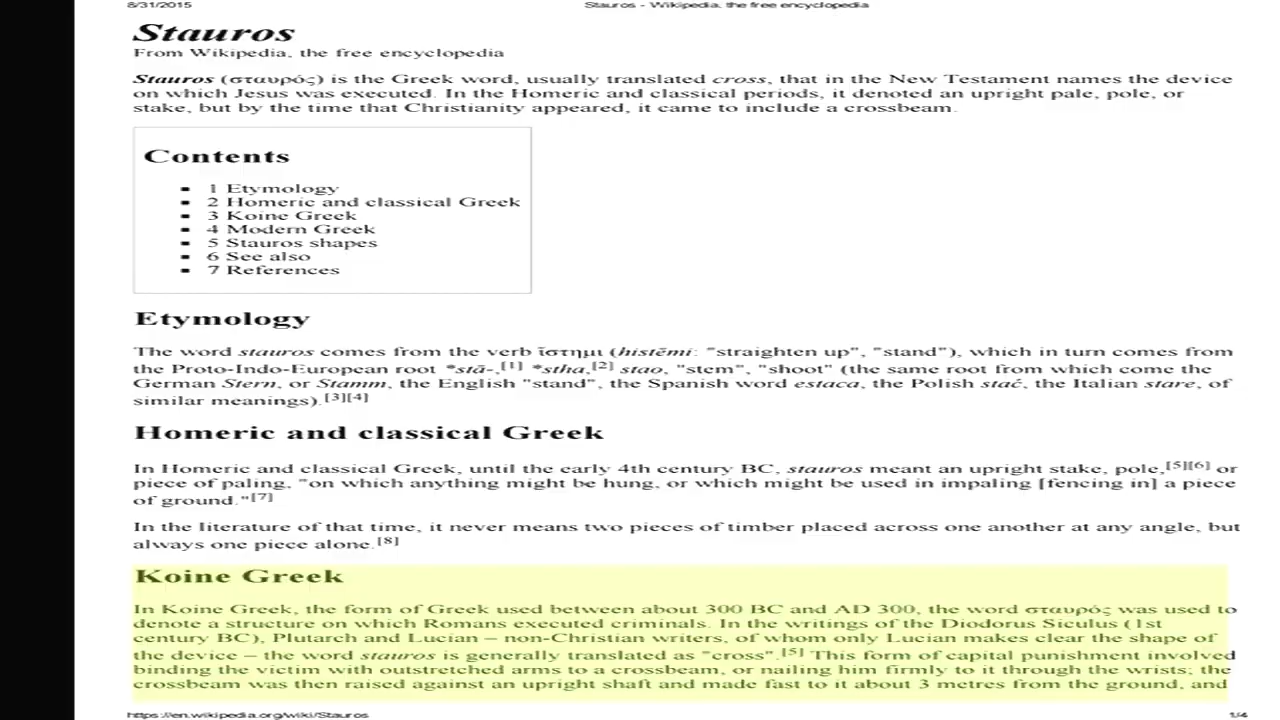 8/31/2015
Stauros - Wikipedia, the free encyclopedia
Stauros
From Wikipedia, the free encyclopedia
Stauros (σταυρός) is the Greek word, usually translated cross, that in the New Testament names the device
on which Jesus was executed. In the Homeric and classical periods, it denoted an upright pale, pole, or
stake, but by the time that Christianity appeared, it came to include a crossbeam.
Contents
1 Etymology
2 Homeric and classical Greek
3 Koine Greek
4 Modern Greek
5 Stauros shapes
6 See also
7 References
Etymology
The word stauros comes from the verb ἵστημι (histēmi: "straighten up", "stand"), which in turn comes from
the Proto-Indo-European root *stā-,[1] *stha,[2] stao, "stem", "shoot" (the same root from which come the
German Stern, or Stamm, the English "stand", the Spanish word estaca, the Polish stać, the Italian stare, of
similar meanings).[3][4]
Homeric and classical Greek
In Homeric and classical Greek, until the early 4th century BC, stauros meant an upright stake, pole,[5][6] or
piece of paling, "on which anything might be hung, or which might be used in impaling [fencing in] a piece
of ground."[7]
In the literature of that time, it never means two pieces of timber placed across one another at any angle, but
always one piece alone.[8]
Koine Greek
In Koine Greek, the form of Greek used between about 300 BC and AD 300, the word σταυρός was used to
denote a structure on which Romans executed criminals. In the writings of the Diodorus Siculus (1st
century BC), Plutarch and Lucian – non-Christian writers, of whom only Lucian makes clear the shape of
the device – the word stauros is generally translated as "cross".[5] This form of capital punishment involved
binding the victim with outstretched arms to a crossbeam, or nailing him firmly to it through the wrists; the
crossbeam was then raised against an upright shaft and made fast to it about 3 metres from the ground, and
https://en.wikipedia.org/wiki/Stauros
1/4